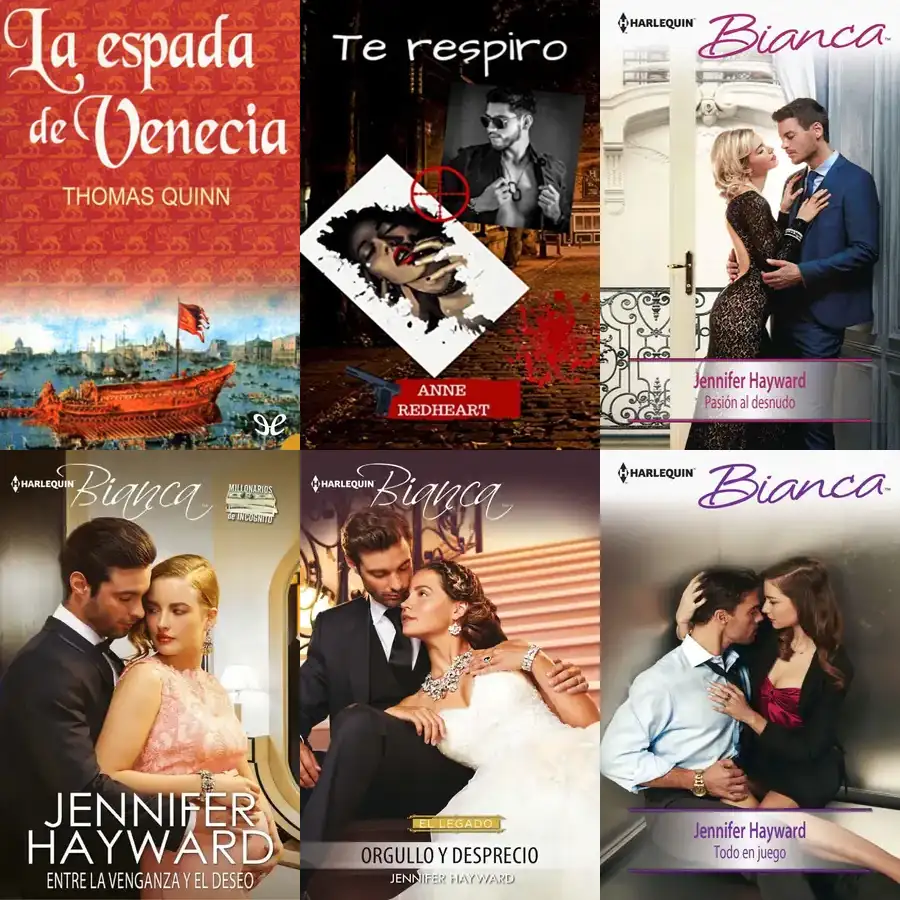 La espada
de Venecia
THOMAS QUINN
Te respiro
ANNE
REDHEART
HARLEQUIN
Bianca
Jennifer Hayward
Pasión al desnudo
HARLEQUIN
Bianca
MILLONARIOS
de INCÓGNITO
JENNIFER
HAYWARD
ENTRE LA VENGANZA Y EL DESEO
HARLEQUIN
Bianca
EL LEGADO
ORGULLO Y DESPRECIO
JENNIFER HAYWARD
HARLEQUIN
Bianca
Jennifer Hayward
Todo en juego